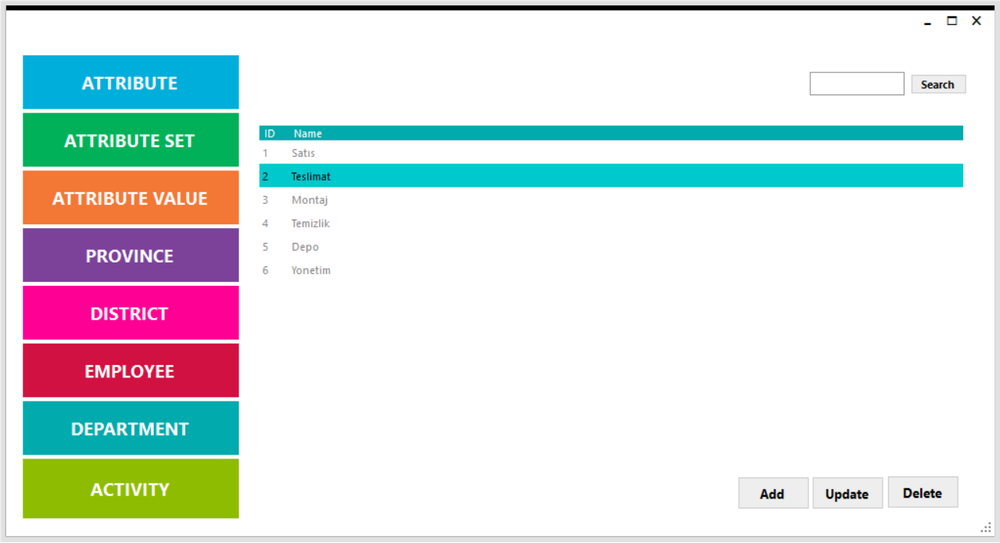 ATTRIBUTE
ATTRIBUTE SET
ATTRIBUTE VALUE
PROVINCE
DISTRICT
EMPLOYEE
DEPARTMENT
ACTIVITY
Search
ID Name
1 Satıs
2 Teslimat
3 Montaj
4 Temizlik
5 Depo
6 Yonetim
Add Update Delete